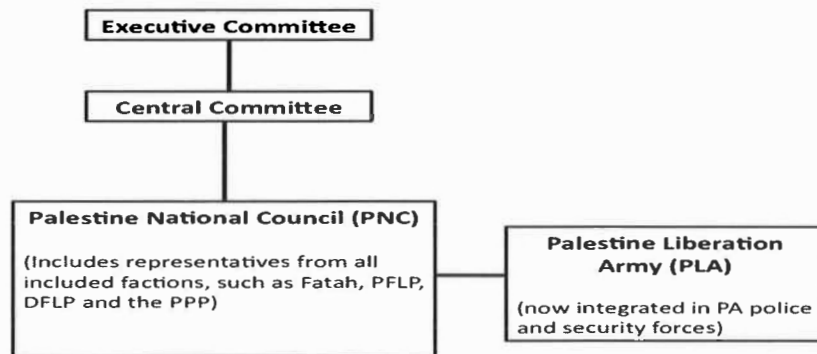 Executive Committee
Central Committee
Palestine National Council (PNC)
(Includes representatives from all
included factions, such as Fatah, PFLP,
DFLP and the PPP)
Palestine Liberation
Army (PLA)
(now integrated in PA police
and security forces)